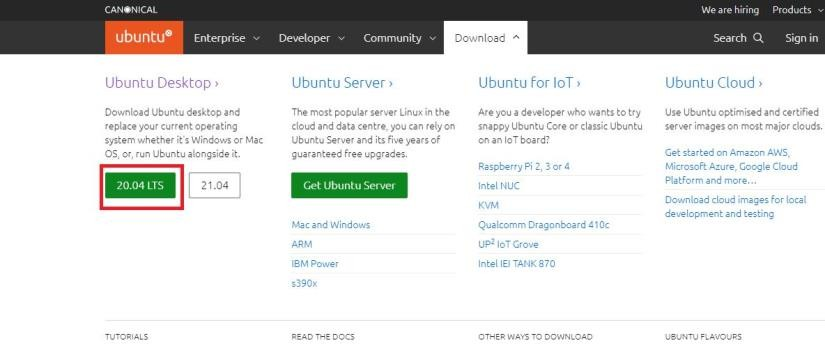 CANONICAL
We are hiring
Products
ubuntu®
Enterprise
Developer
Community
Download
Search
Sign in
Ubuntu Desktop ›
Download Ubuntu desktop and
replace your current operating
system whether it's Windows or Mac
OS, or, run Ubuntu alongside it.
20.04 LTS
21.04
Ubuntu Server ›
The most popular server Linux in the
cloud and data centre, you can rely on
Ubuntu Server and its five years of
guaranteed free upgrades.
Get Ubuntu Server
Mac and Windows
ARM
IBM Power
s390x
Ubuntu for IoT ›
Are you a developer who wants to try
snappy Ubuntu Core or classic Ubuntu
on an IoT board?
Raspberry Pi 2, 3 or 4
Intel NUC
KVM
Qualcomm Dragonboard 410c
UP² IoT Grove
Intel IEI TANK 870
Ubuntu Cloud ›
Use Ubuntu optimised and certified
server images on most major clouds.
Get started on Amazon AWS,
Microsoft Azure, Google Cloud
Platform and more…
Download cloud images for local
development and testing
TUTORIALS
READ THE DOCS
OTHER WAYS TO DOWNLOAD
UBUNTU FLAVOURS